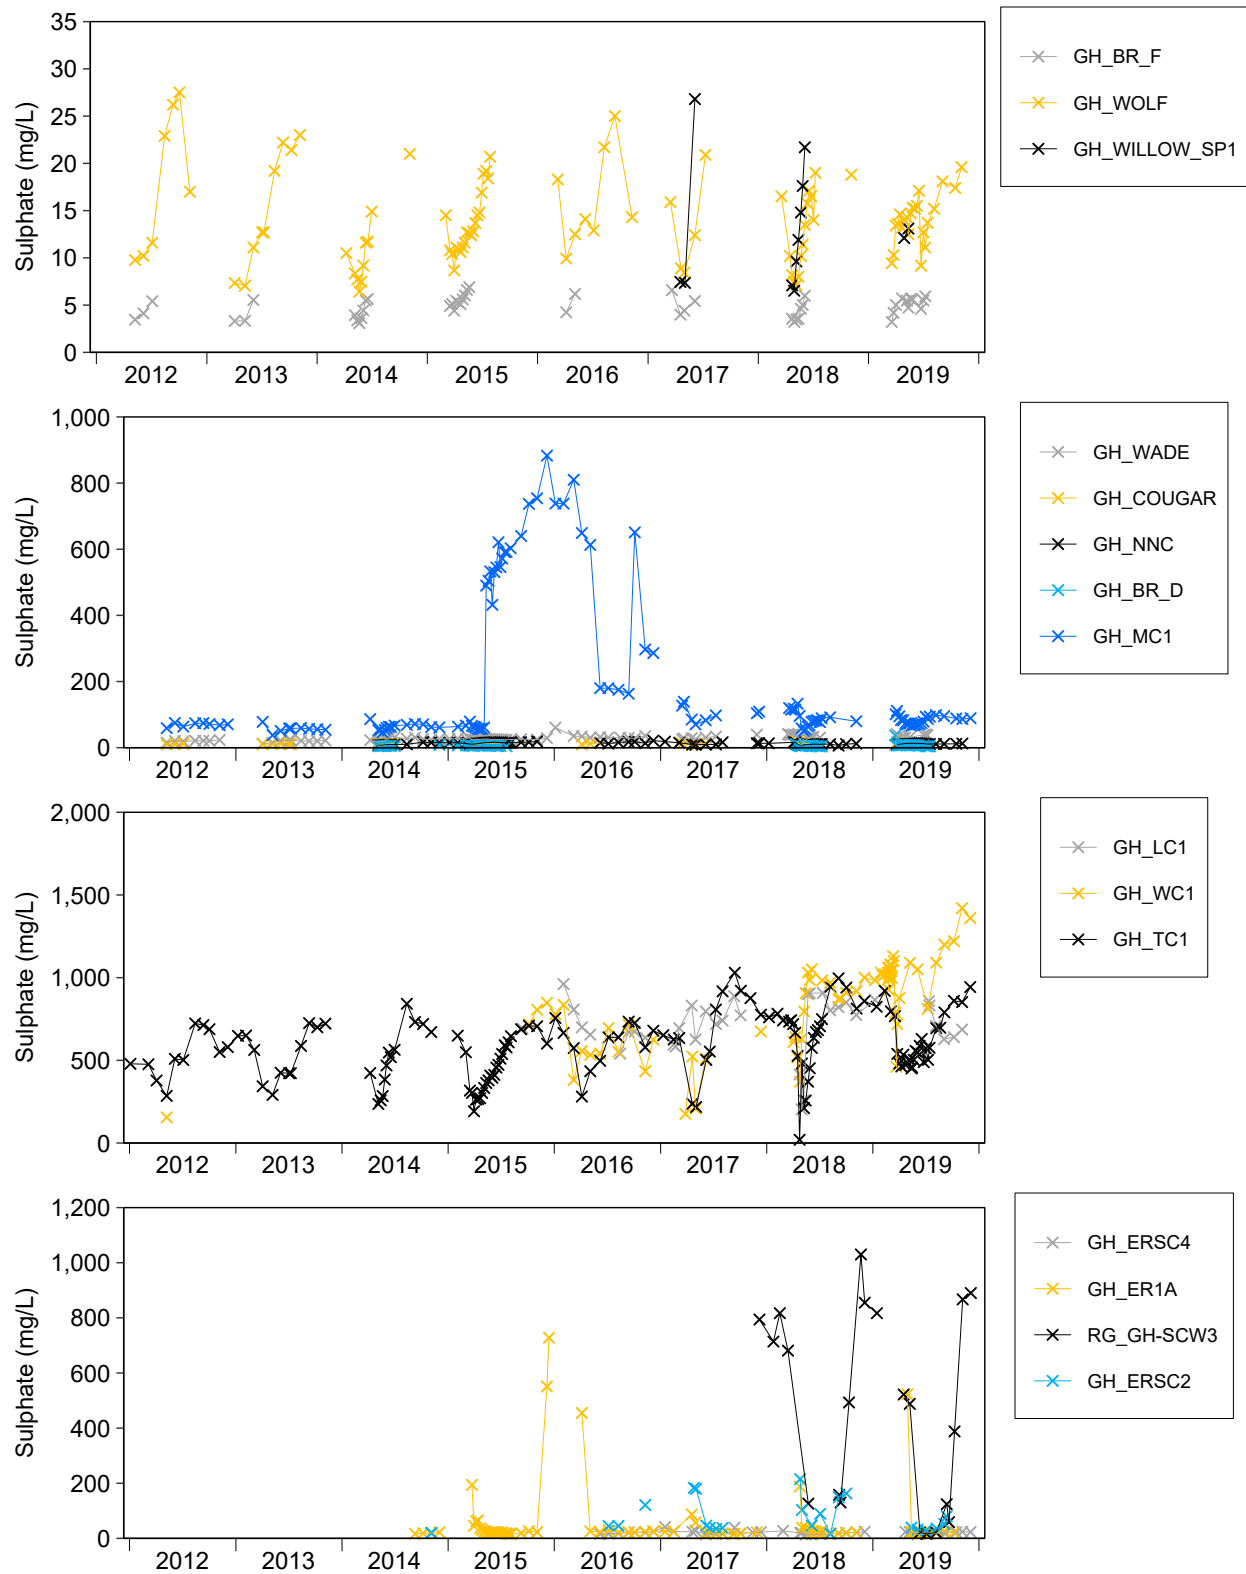 35
30
25
20
15
10
5
0
Sulphate (mg/L)
2012 2013 2014 2015 2016 2017 2018 2019
GH_BR_F
GH_WOLF
GH_WILLOW_SP1
1,000
800
600
400
200
0
Sulphate (mg/L)
2012 2013 2014 2015 2016 2017 2018 2019
GH_WADE
GH_COUGAR
GH_NNC
GH_BR_D
GH_MC1
2,000
1,500
1,000
500
0
Sulphate (mg/L)
2012 2013 2014 2015 2016 2017 2018 2019
GH_LC1
GH_WC1
GH_TC1
1,200
1,000
800
600
400
200
0
Sulphate (mg/L)
2012 2013 2014 2015 2016 2017 2018 2019
GH_ERSC4
GH_ER1A
RG_GH-SCW3
GH_ERSC2